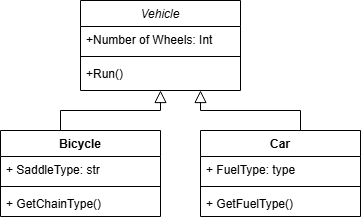 Vehicle
+Number of Wheels: Int
+Run()
Bicycle
+ SaddleType: str
+ GetChainType()
Car
+ FuelType: type
+ GetFuelType()